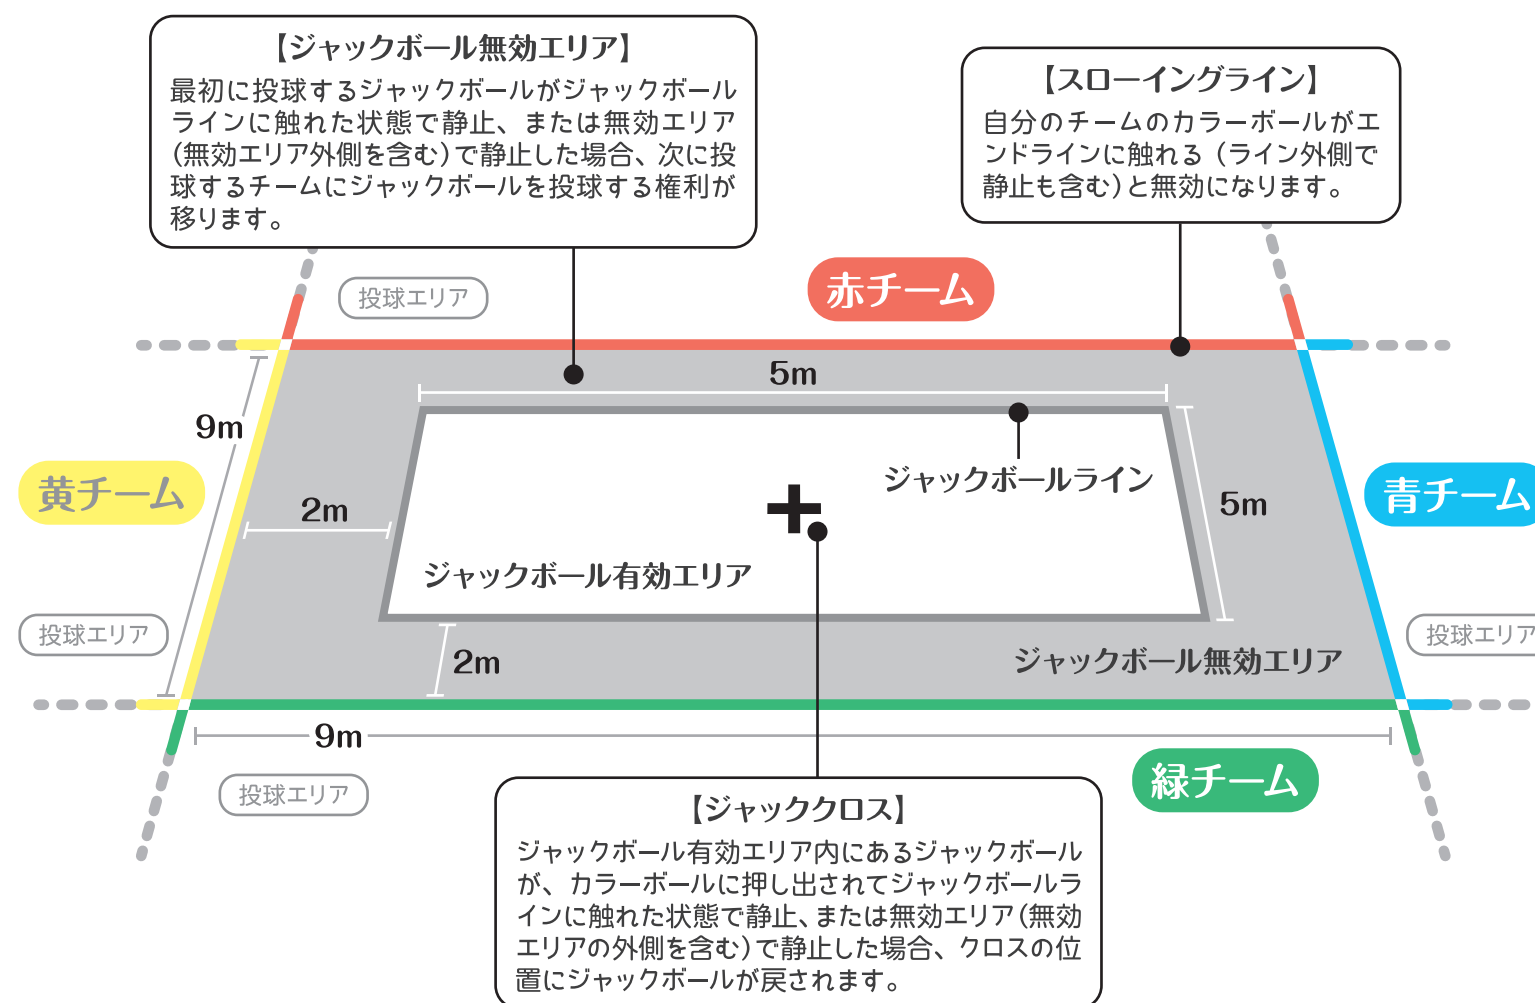 【ジャックボール無効エリア】
最初に投球するジャックボールがジャックボール
ラインに触れた状態で静止、または無効エリア
(無効エリア外側を含む)で静止した場合、次に投
球するチームにジャックボールを投球する権利が
移ります。
【スローイングライン】
自分のチームのカラーボールがエ
ンドラインに触れる（ライン外側で
静止も含む)と無効になります。
投球エリア
赤チーム
5m
9m
黄チーム
2m
ジャックボールライン
5m
青チーム
ジャックボール有効エリア
投球エリア
投球エリア
2m
ジャックボール無効エリア
9m
投球エリア
緑チーム
【ジャッククロス】
ジャックボール有効エリア内にあるジャックボール
が、カラーボールに押し出されてジャックボールラ
インに触れた状態で静止、または無効エリア(無効
エリアの外側を含む)で静止した場合、クロスの位
置にジャックボールが戻されます。